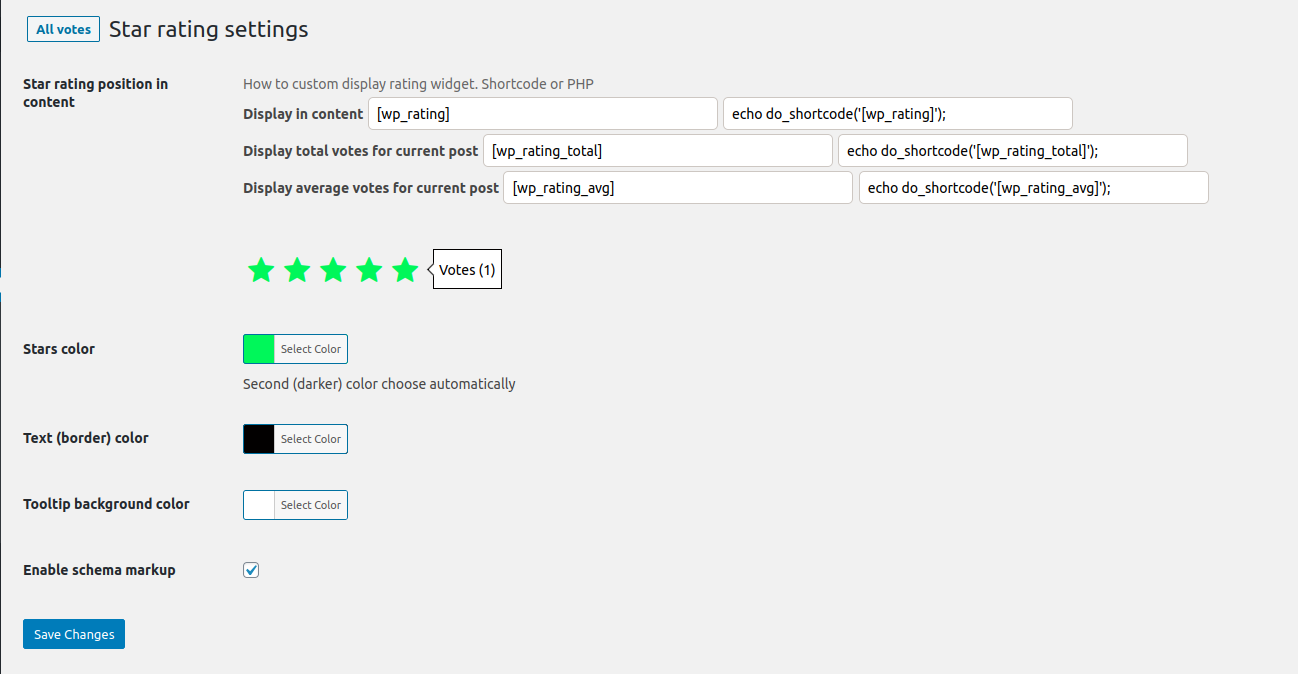 All votes Star rating settings
Star rating position in
content
How to custom display rating widget. Shortcode or PHP
Display in content [wp_rating] echo do_shortcode('[wp_rating]');
Display total votes for current post [wp_rating_total] echo do_shortcode('[wp_rating_total]');
Display average votes for current post [wp_rating_avg] echo do_shortcode('[wp_rating_avg]');
Votes (1)
Stars color Select Color
Second (darker) color choose automatically
Text (border) color Select Color
Tooltip background color Select Color
Enable schema markup
Save Changes